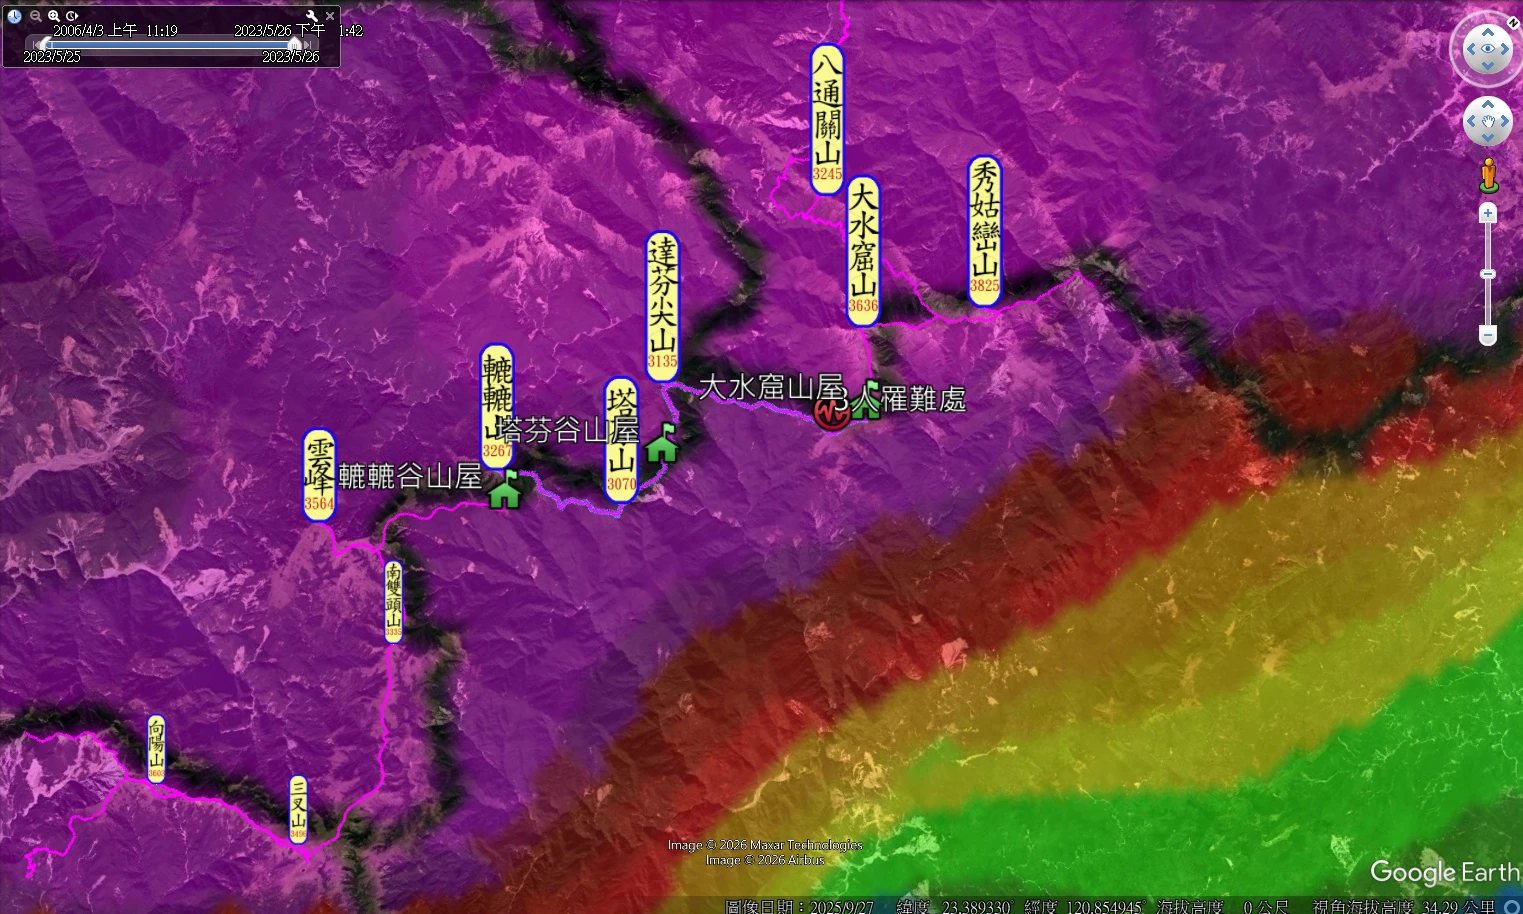 2006/4/3 上午 11:19
2023/5/26 下午 1:42
2023/5/25
2023/5/26
N
八通關山
3245
大水窟山
3636
秀姑巒山
3825
達芬尖山
3135
轆轆山
3267
塔芬山
3070
雲峰
3564
大水窟山屋
3人罹難處
塔芬谷山屋
轆轆谷山屋
南雙頭山
3335
向陽山
3603
三叉山
3496
Image © 2026 Maxar Technologies
Image © 2026 Airbus
Google Earth
圖像日期：2025/9/27 緯度 23.389330° 經度 120.854945° 海拔高度 0 公尺 視角海拔高度 34.29 公里